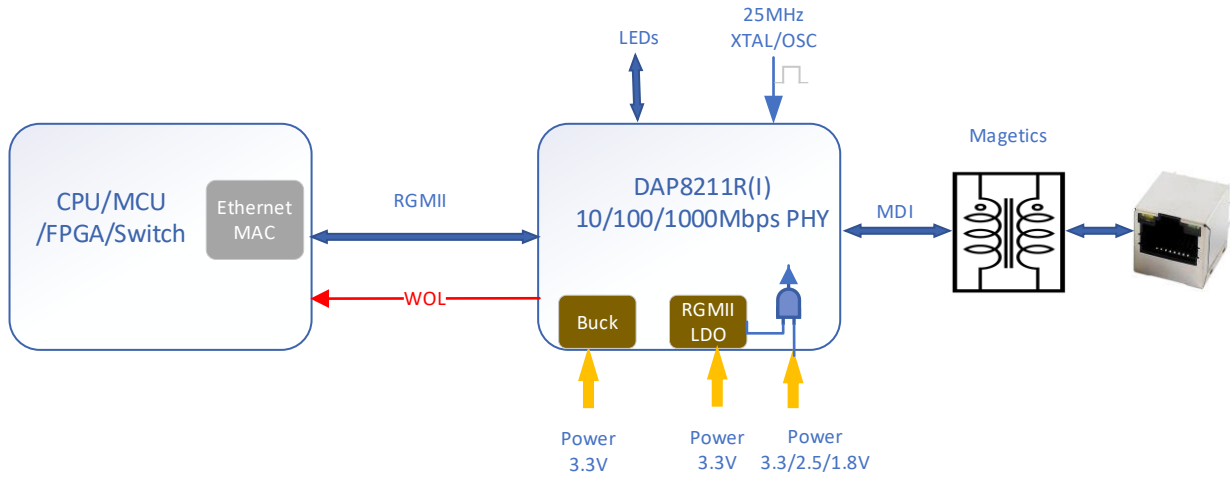 25MHz
XTAL/OSC
LEDs
Magetics
CPU/MCU
/FPGA/Switch
Ethernet
MAC
RGMII
WOL
DAP8211R(I)
10/100/1000Mbps PHY
MDI
Buck
RGMII
LDO
Power
3.3V
Power
3.3V
Power
3.3/2.5/1.8V